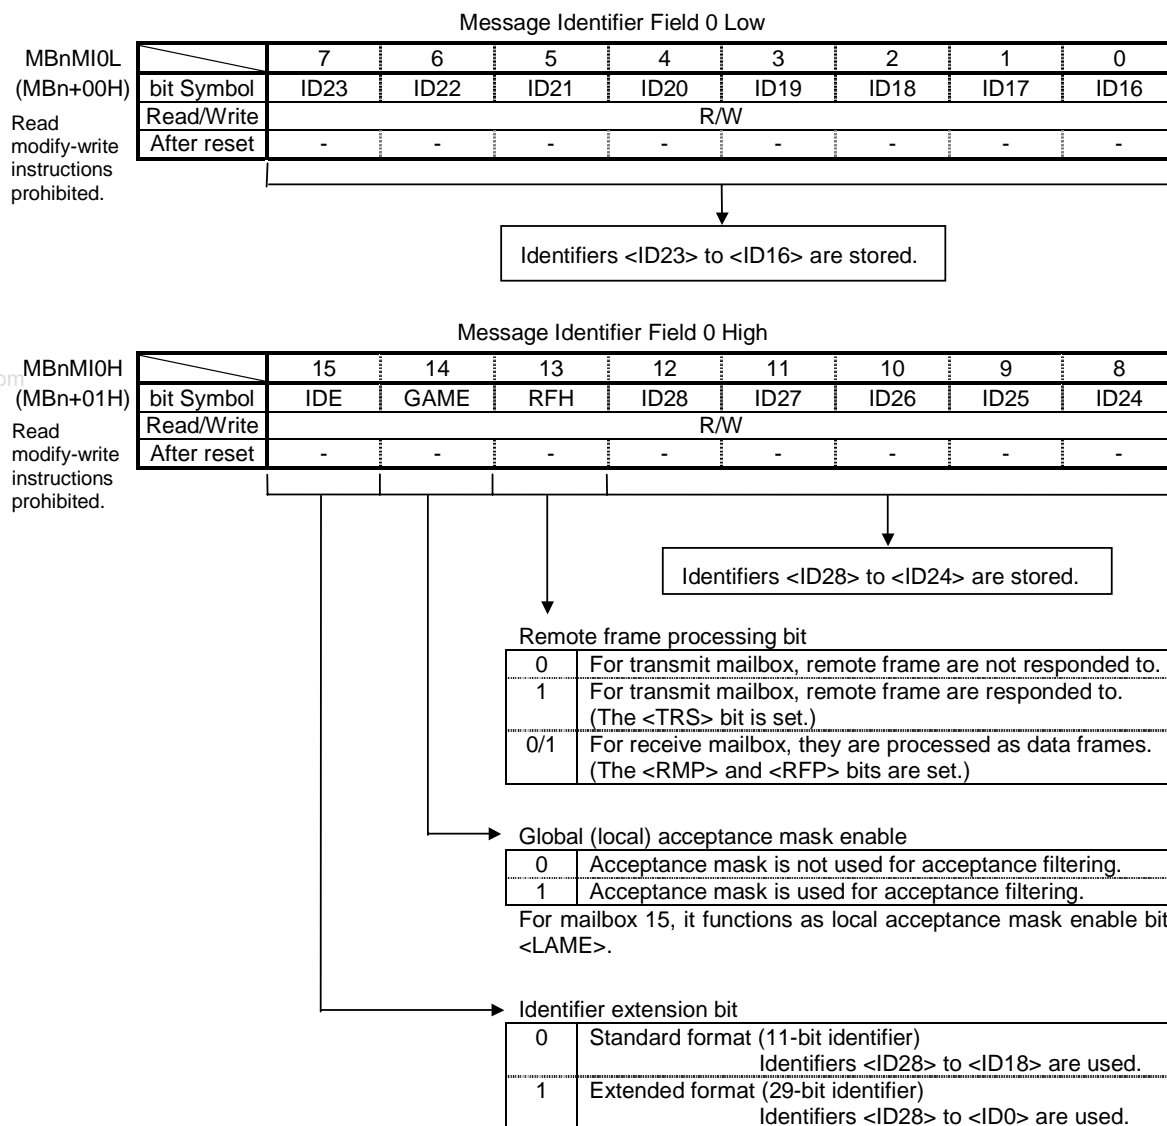 Message Identifier Field 0 Low
MBnMI0L 7 6 5 4 3 2 1 0
(MBn+00H) bit Symbol ID23 ID22 ID21 ID20 ID19 ID18 ID17 ID16
Read/Write R/W
After reset - - - - - - - -
Read
modify-write
instructions
prohibited.
Identifiers <ID23> to <ID16> are stored.
Message Identifier Field 0 High
om
MBnMI0H 15 14 13 12 11 10 9 8
(MBn+01H) bit Symbol IDE GAME RFH ID28 ID27 ID26 ID25 ID24
Read/Write R/W
After reset - - - - - - - -
Read
modify-write
instructions
prohibited.
Identifiers <ID28> to <ID24> are stored.
Remote frame processing bit
0 For transmit mailbox, remote frame are not responded to.
1 For transmit mailbox, remote frame are responded to.
(The <TRS> bit is set.)
0/1 For receive mailbox, they are processed as data frames.
(The <RMP> and <RFP> bits are set.)
Global (local) acceptance mask enable
0 Acceptance mask is not used for acceptance filtering.
1 Acceptance mask is used for acceptance filtering.
For mailbox 15, it functions as local acceptance mask enable bit
<LAME>.
Identifier extension bit
0 Standard format (11-bit identifier)
Identifiers <ID28> to <ID18> are used.
1 Extended format (29-bit identifier)
Identifiers <ID28> to <ID0> are used.